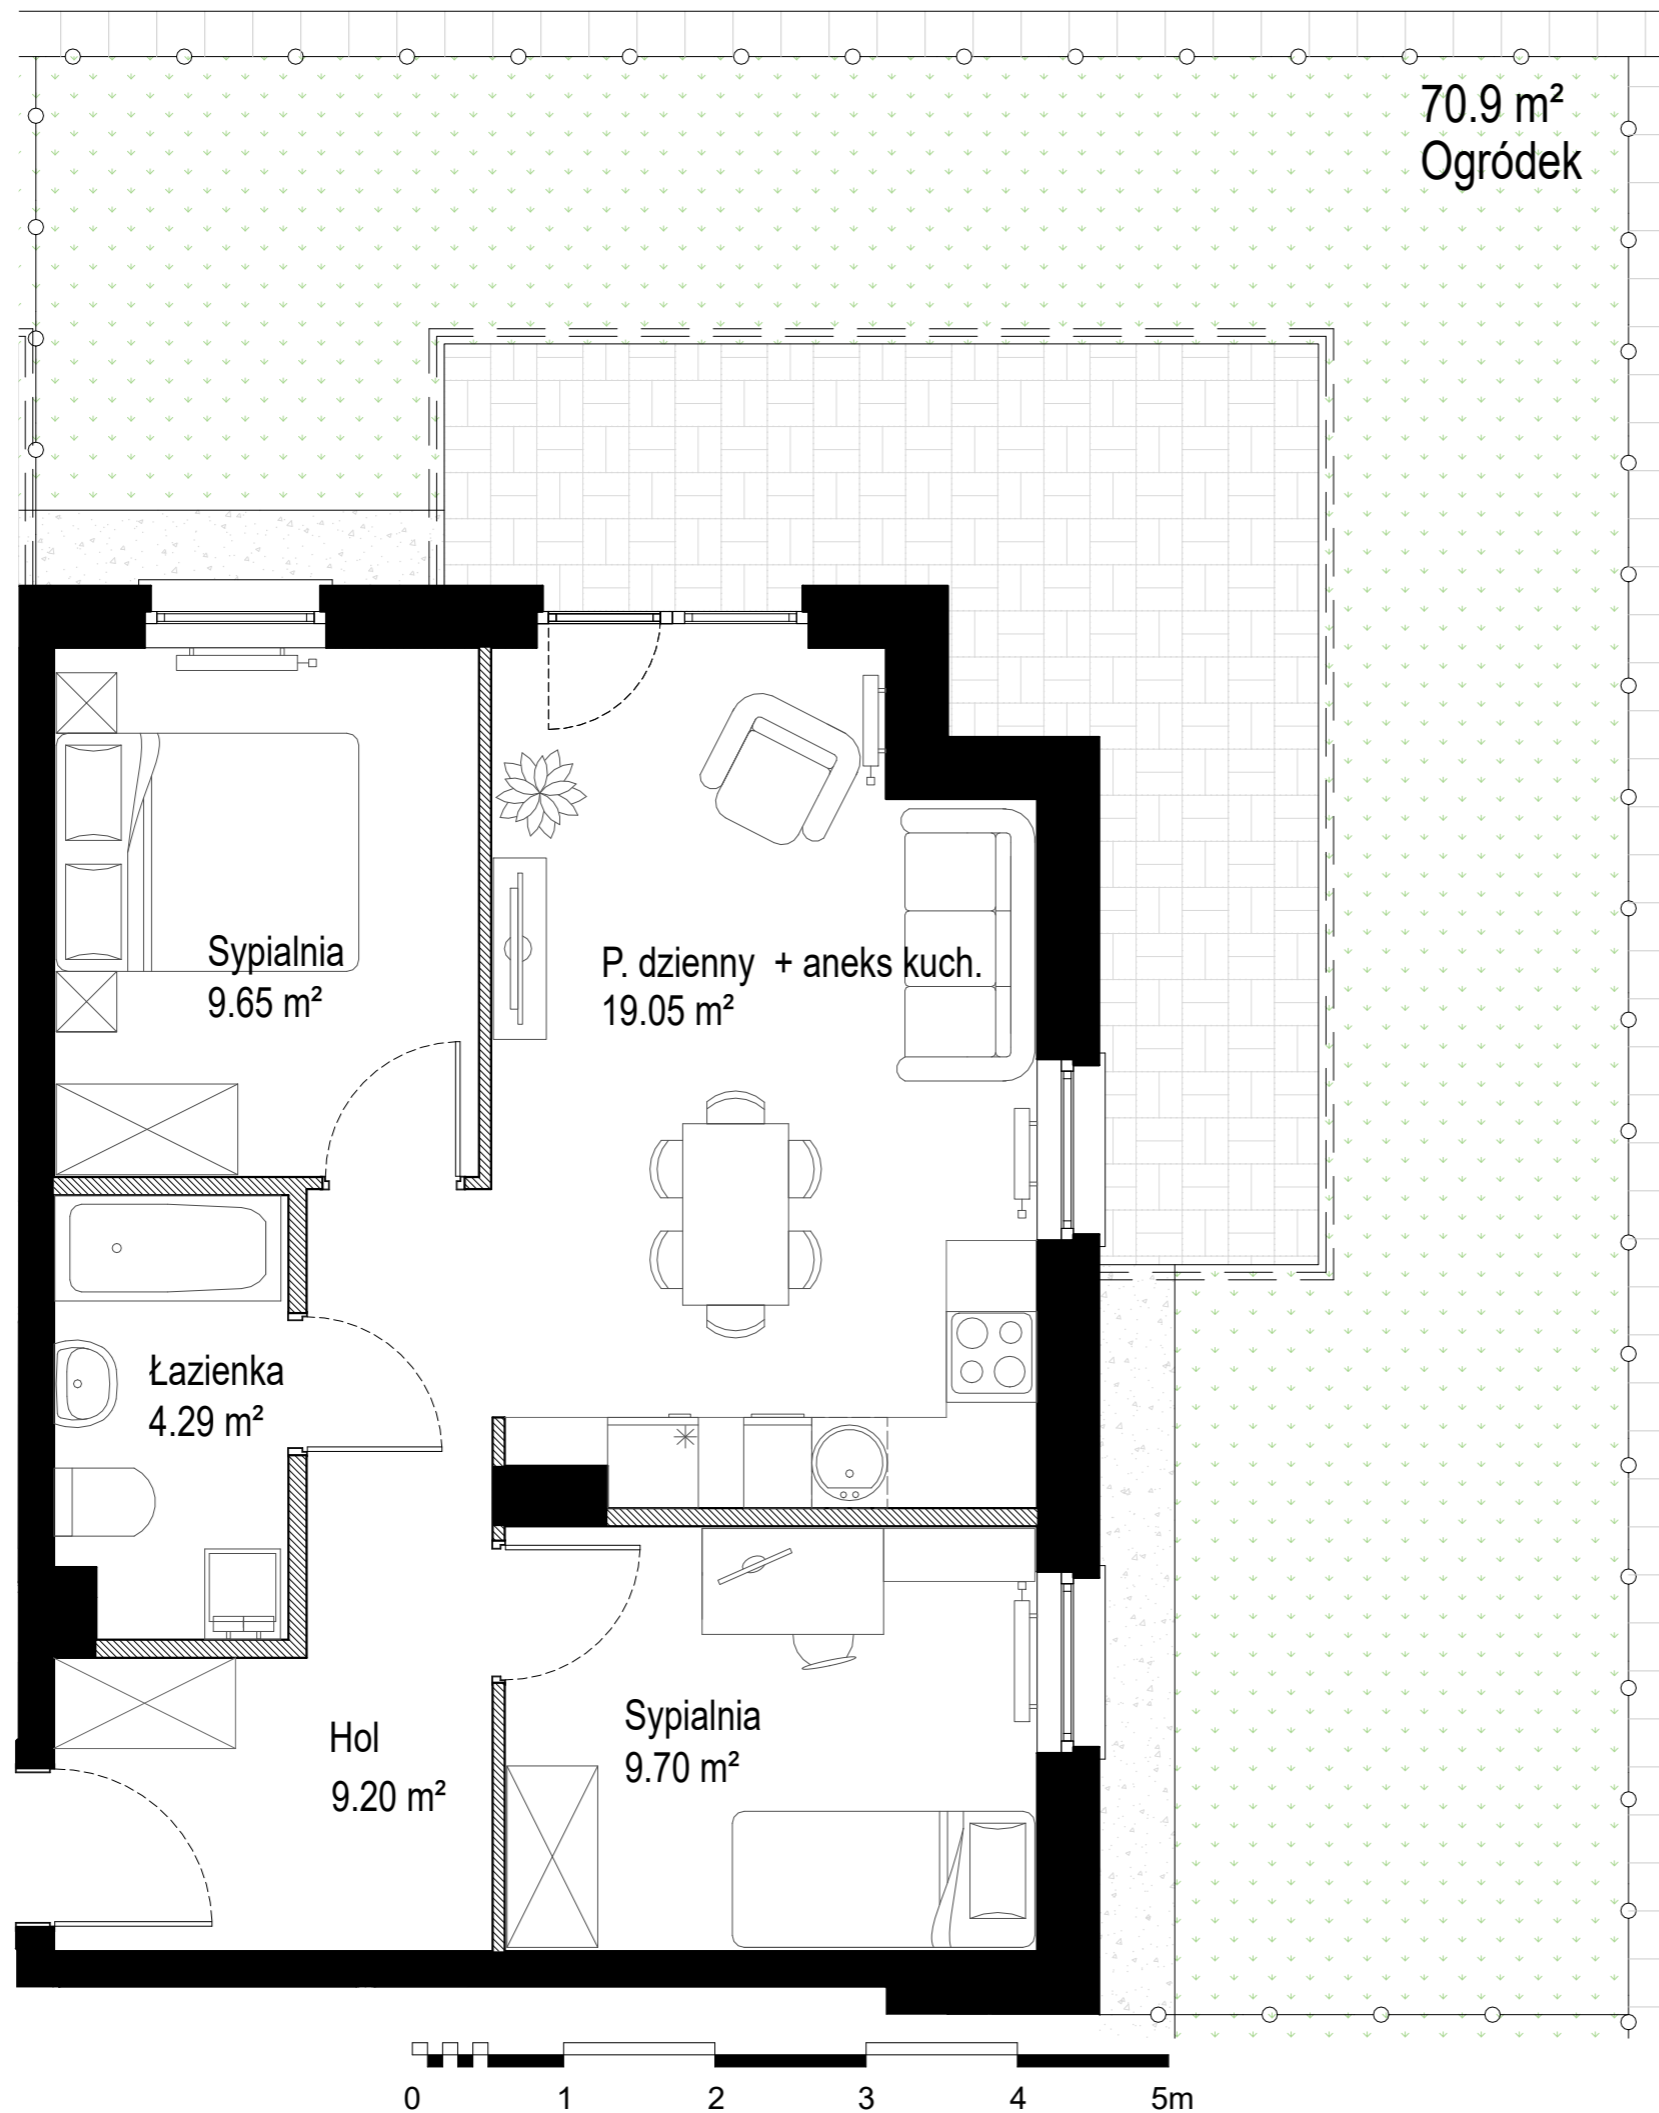 70.9 m²
Ogródek
Sypialnia
9.65 m²
P. dzienny + aneks kuch.
19.05 m²
Łazienka
4.29 m²
Hol
9.20 m²
Sypialnia
9.70 m²
0 1 2 3 4 5m